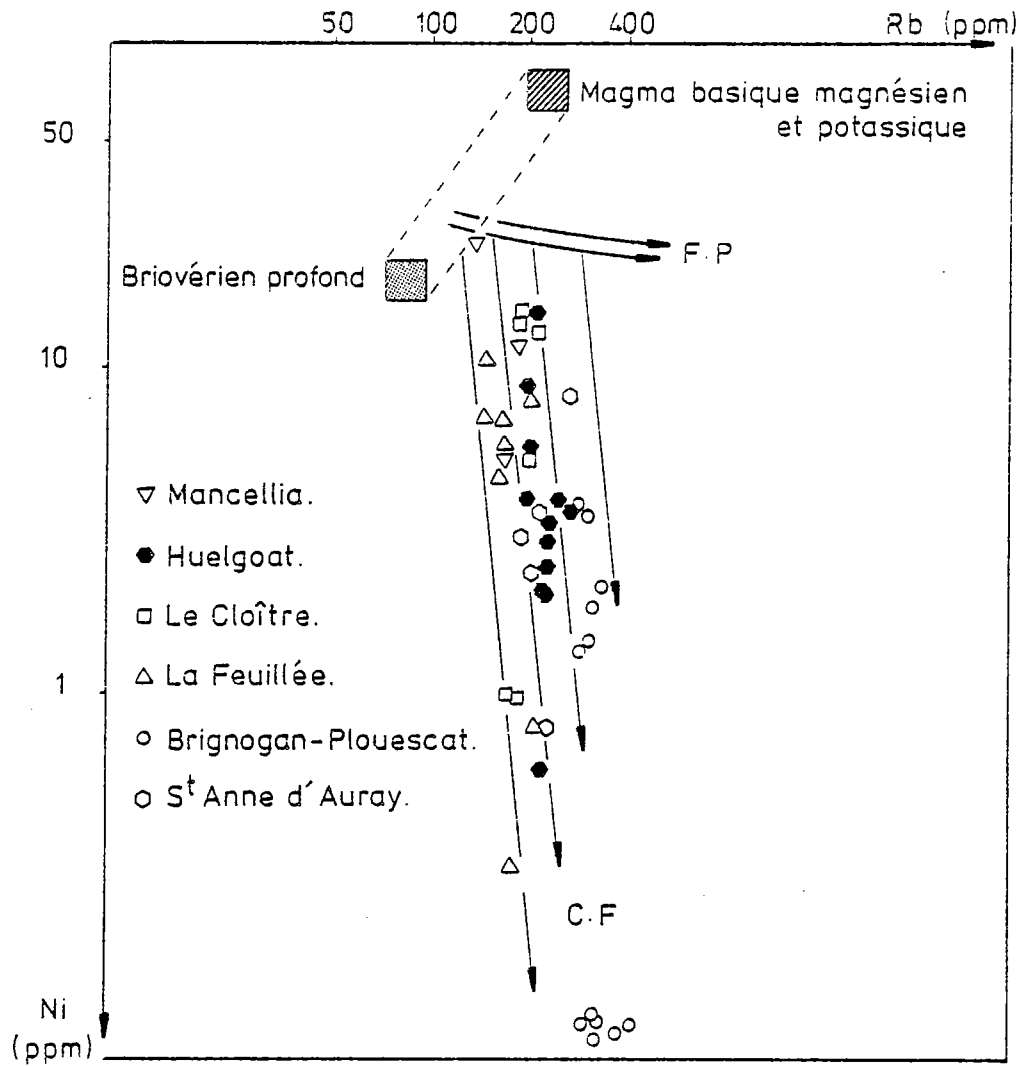 50 100 200 400 Rb (ppm)
Magma basique magnésien
et potassique
50
F.P
Briovérien profond
10
▽ Mancellia.
⬢ Huelgoat.
□ Le Cloître.
△ La Feuillée.
1
○ Brignogan-Plouescat.
⬡ St Anne d'Auray.
C.F
Ni
(ppm)